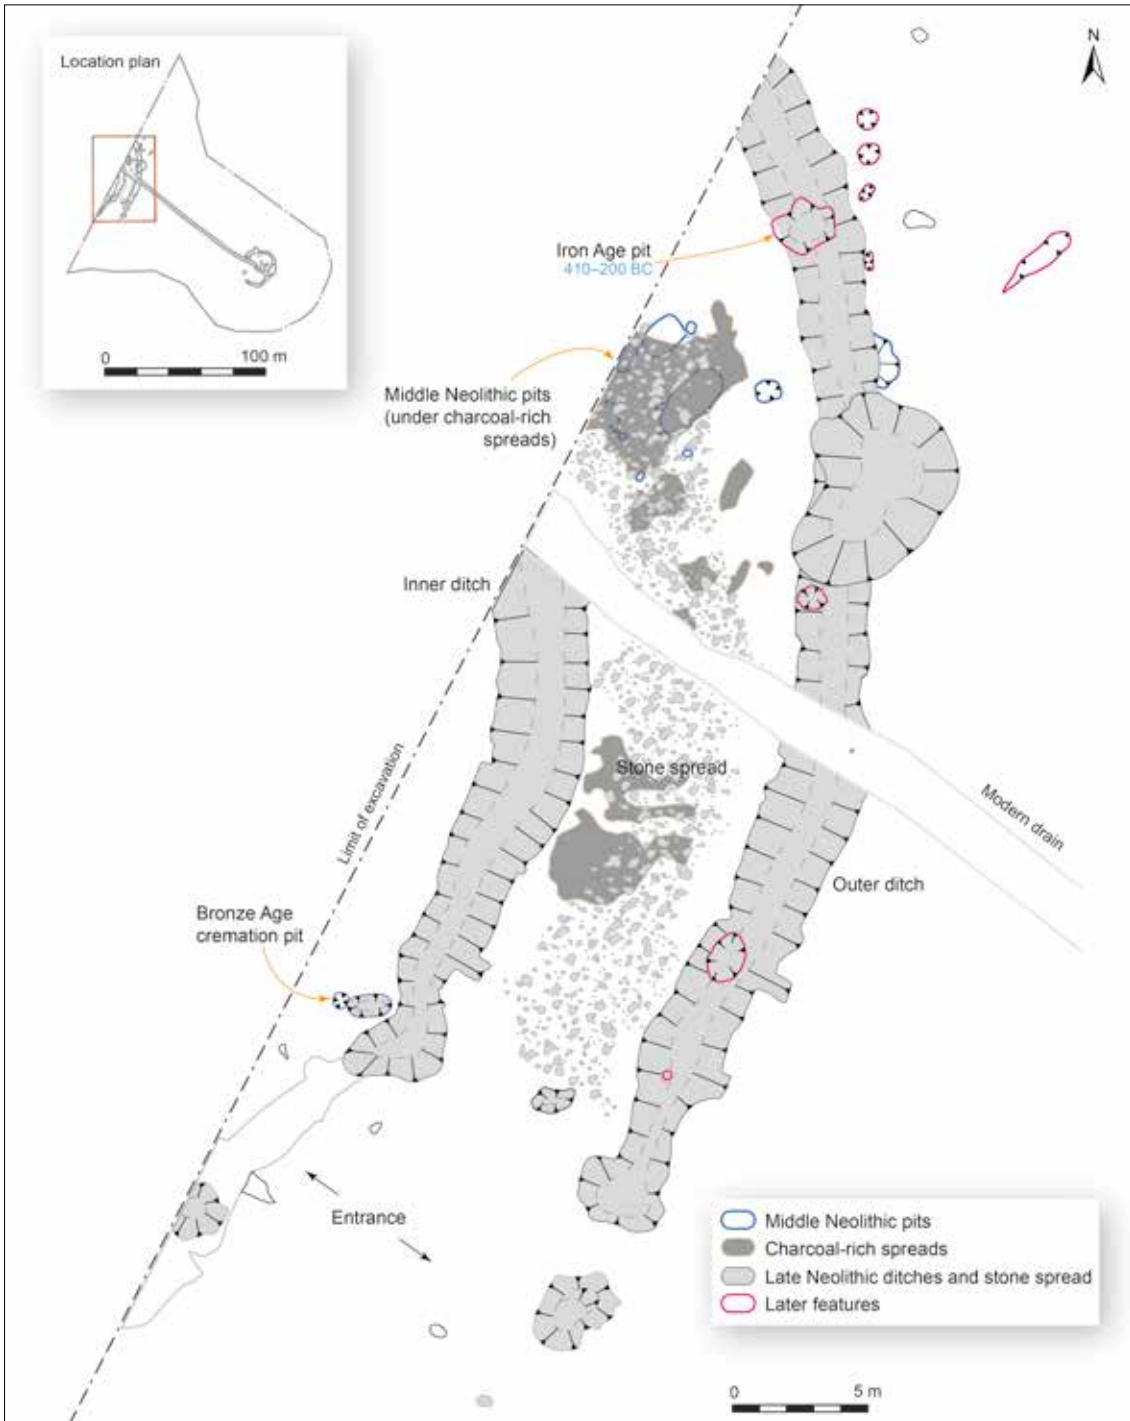 Location plan
0 100 m
N
Iron Age pit
410–200 BC
Middle Neolithic pits
(under charcoal-rich
spreads)
Inner ditch
Stone spread
Limit of excavation
Modern drain
Outer ditch
Bronze Age
cremation pit
Entrance
Middle Neolithic pits
Charcoal-rich spreads
Late Neolithic ditches and stone spread
Later features
0 5 m